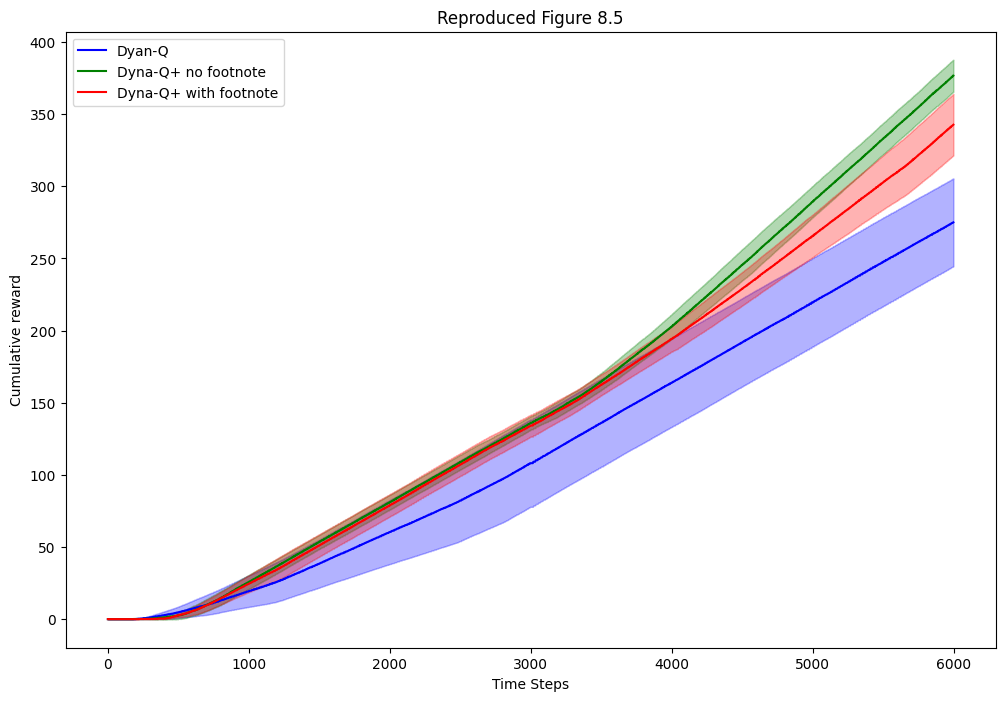 Reproduced Figure 8.5
Dyan-Q
Dyna-Q+ no footnote
Dyna-Q+ with footnote
Cumulative reward
400
350
300
250
200
150
100
50
0
0 1000 2000 3000 4000 5000 6000
Time Steps